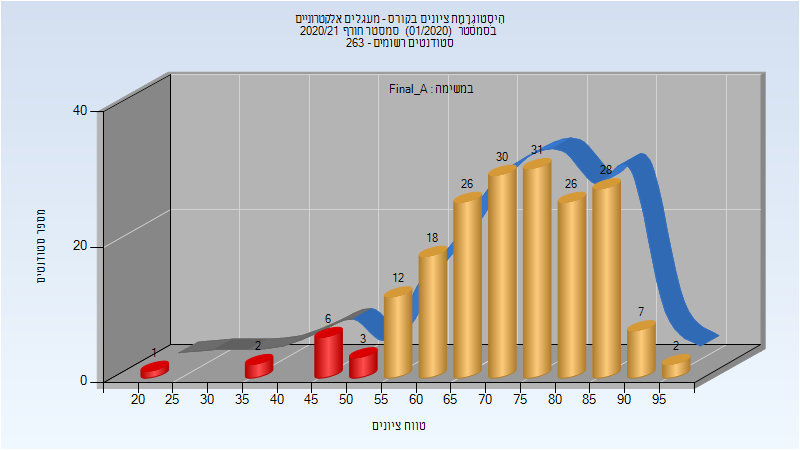 היסטוגרמת ציונים בקורס - מעגלים אלקטרוניים
בסמסטר (01/2020) סמסטר חורף 2020/21
סטודנטים רשומים - 263
במשימה : Final_A
מספר סטודנטים
40
20
0
1
2
6
3
12
18
26
30
31
26
28
7
2
20 25 30 35 40 45 50 55 60 65 70 75 80 85 90 95
טווח ציונים